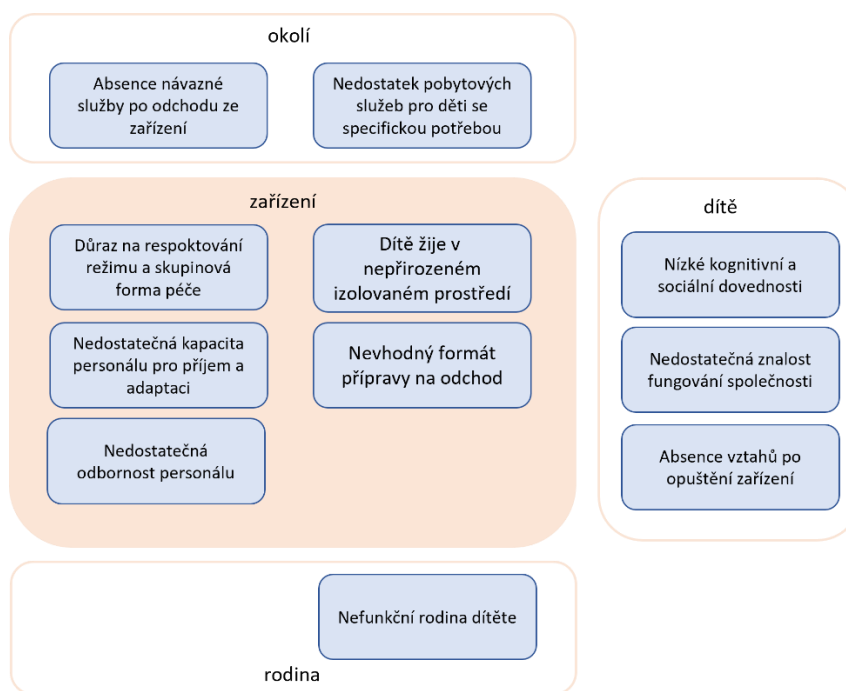 okolí
Absence návazné
služby po odchodu ze
zařízení
Nedostatek pobytových
služeb pro děti se
specifickou potřebou
zařízení
Důraz na respoktování
režimu a skupinová
forma péče
Dítě žije v
nepřirozeném
izolovaném prostředí
Nedostatečná kapacita
personálu pro příjem a
adaptaci
Nevhodný formát
přípravy na odchod
Nedostatečná
odbornost personálu
dítě
Nízké kognitivní a
sociální dovednosti
Nedostatečná znalost
fungování společnosti
Absence vztahů po
opuštění zařízení
Nefunkční rodina dítěte
rodina